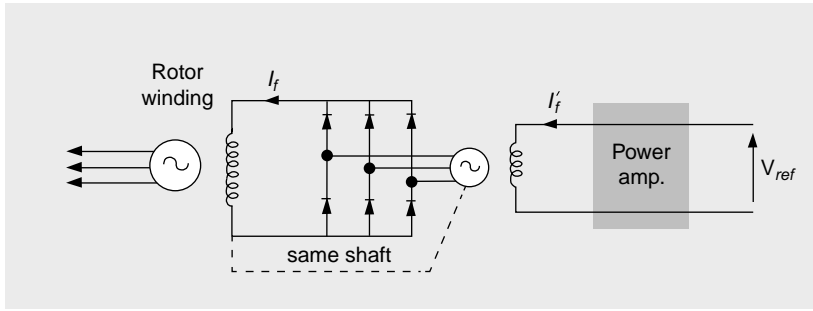 Rotor
winding
I_f
I′_f
Power
amp.
V_ref
same shaft